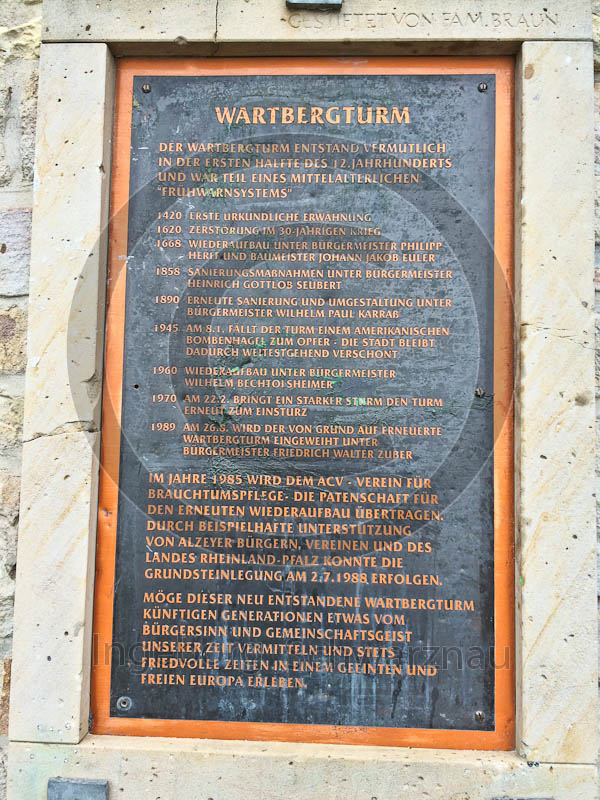 GESTIFTET VON FAM. BRAUN
WARTBERGTURM
DER WARTBERGTURM ENTSTAND VERMUTLICH
IN DER ERSTEN HÄLFTE DES 12. JAHRHUNDERTS
UND WAR TEIL EINES MITTELALTERLICHEN
"FRÜHWARNSYSTEMS"
1420 ERSTE URKUNDLICHE ERWÄHNUNG
1620 ZERSTÖRUNG IM 30-JÄHRIGEN KRIEG
1668 WIEDERAUFBAU UNTER BÜRGERMEISTER PHILIPP
HERTT UND BAUMEISTER JOHANN JAKOB EULER
1858 SANIERUNGSMAßNAHMEN UNTER BÜRGERMEISTER
HEINRICH GOTTLOB SEUBERT
1890 ERNEUTE SANIERUNG UND UMGESTALTUNG UNTER
BÜRGERMEISTER WILHELM PAUL KARRAß
1945 AM 8.1. FÄLLT DER TURM EINEM AMERIKANISCHEN
BOMBENHAGEL ZUM OPFER - DIE STADT BLEIBT
DADURCH WEITESTGEHEND VERSCHONT
1960 WIEDERAUFBAU UNTER BÜRGERMEISTER
WILHELM BECHTOLSHEIMER
1970 AM 22.2. BRINGT EIN STARKER STURM DEN TURM
ERNEUT ZUM EINSTURZ
1989 AM 26.8. WIRD DER VON GRUND AUF ERNEUERTE
WARTBERGTURM EINGEWEIHT UNTER
BÜRGERMEISTER FRIEDRICH WALTER ZUBER
IM JAHRE 1985 WIRD DEM ACV - VEREIN FÜR
BRAUCHTUMSPFLEGE- DIE PATENSCHAFT FÜR
DEN ERNEUTEN WIEDERAUFBAU ÜBERTRAGEN.
DURCH BEISPIELHAFTE UNTERSTÜTZUNG
VON ALZEYER BÜRGERN, VEREINEN UND DES
LANDES RHEINLAND-PFALZ KONNTE DIE
GRUNDSTEINLEGUNG AM 2.7.1988 ERFOLGEN.
MÖGE DIESER NEU ENTSTANDENE WARTBERGTURM
KÜNFTIGEN GENERATIONEN ETWAS VOM
BÜRGERSINN UND GEMEINSCHAFTSGEIST
UNSERER ZEIT VERMITTELN UND STETS
FRIEDVOLLE ZEITEN IN EINEM GEEINTEN UND
FREIEN EUROPA ERLEBEN.